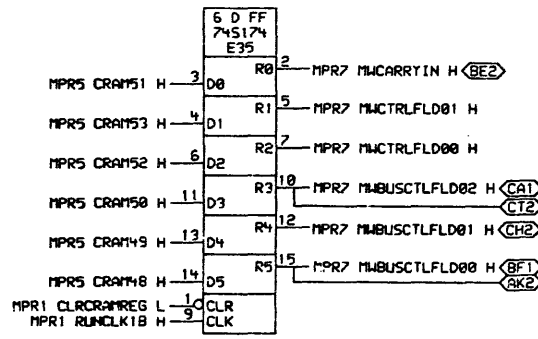 6 D FF
74S174
E35
R0 2 MPR7 MWCARRYIN H BE2
MPR5 CRAM51 H 3 D0
R1 5 MPR7 MWCTRLFLD01 H
MPR5 CRAM53 H 4 D1
R2 7 MPR7 MWCTRLFLD00 H
MPR5 CRAM52 H 6 D2
R3 10 MPR7 MWBUSCTLFLD02 H CA1
CT2
MPR5 CRAM50 H 11 D3
R4 12 MPR7 MWBUSCTLFLD01 H CH2
MPR5 CRAM49 H 13 D4
R5 15 MPR7 MWBUSCTLFLD00 H BF1
AK2
MPR5 CRAM48 H 14 D5
MPR1 CLRCRAMREG L 1 CLR
MPR1 RUNCLK1B H 9 CLK